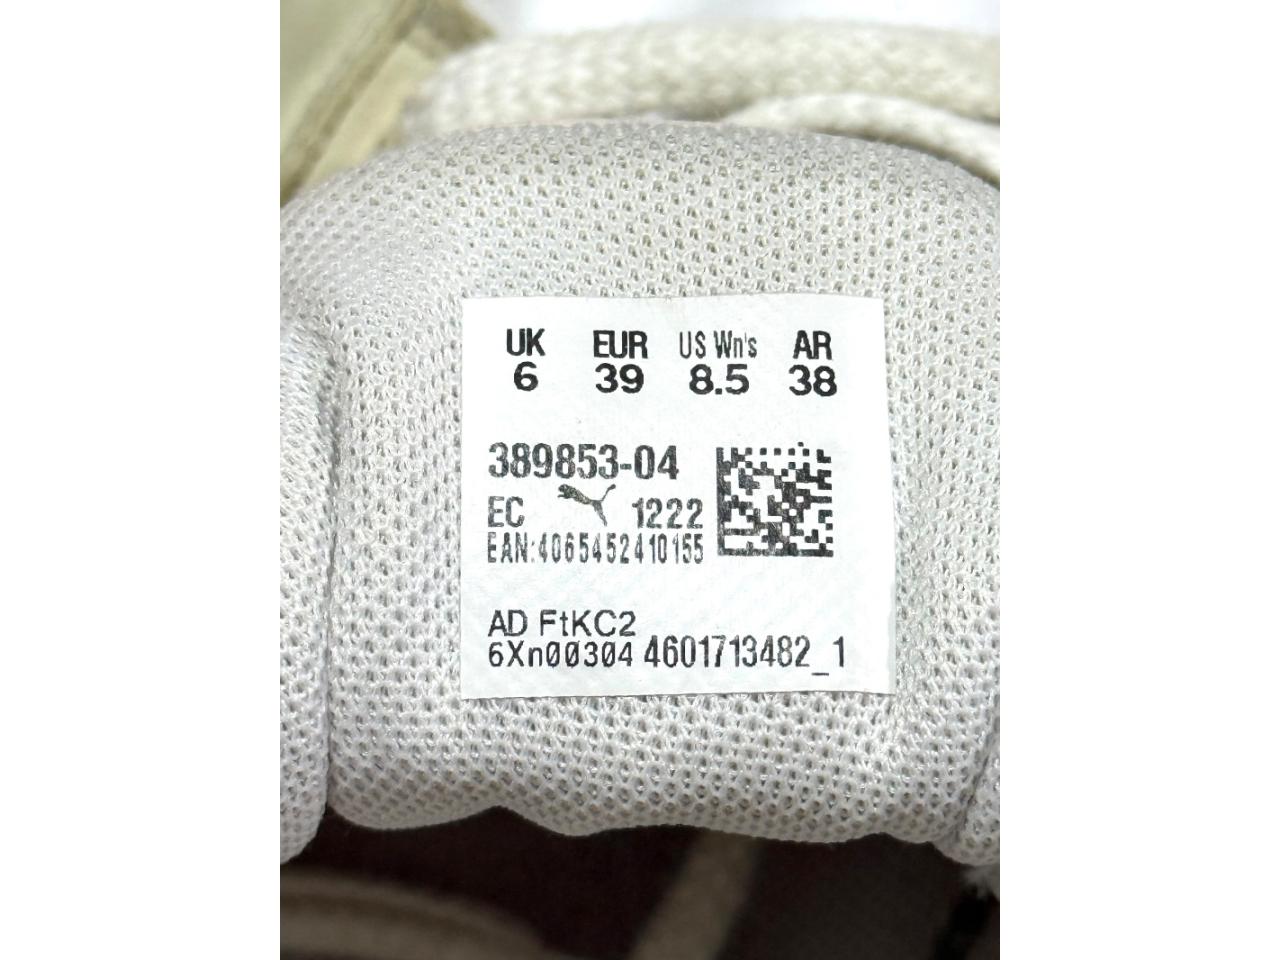 UK EUR US Wn's AR
6 39 8.5 38
389853-04
EC 1222
EAN:4065452410155
AD FtKC2
6Xn00304 4601713482_1